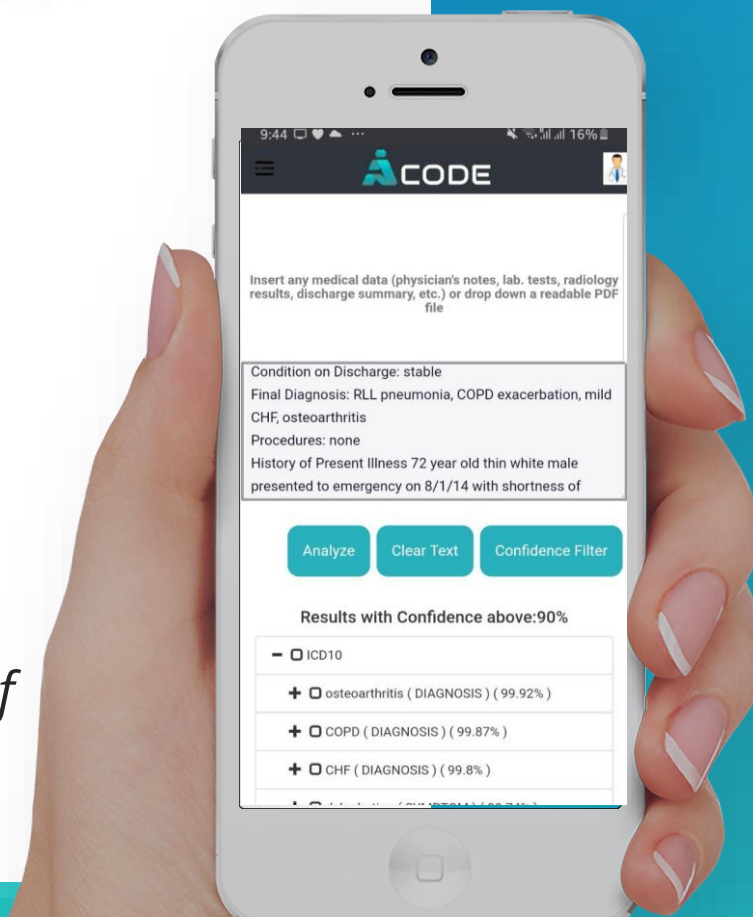 9:44 ··· 16%
ÅCODE
Insert any medical data (physician's notes, lab. tests, radiology
results, discharge summary, etc.) or drop down a readable PDF
file
Condition on Discharge: stable
Final Diagnosis: RLL pneumonia, COPD exacerbation, mild
CHF, osteoarthritis
Procedures: none
History of Present Illness 72 year old thin white male
presented to emergency on 8/1/14 with shortness of
Analyze Clear Text Confidence Filter
Results with Confidence above:90%
ICD10
osteoarthritis ( DIAGNOSIS ) ( 99.92% )
COPD ( DIAGNOSIS ) ( 99.87% )
CHF ( DIAGNOSIS ) ( 99.8% )
f